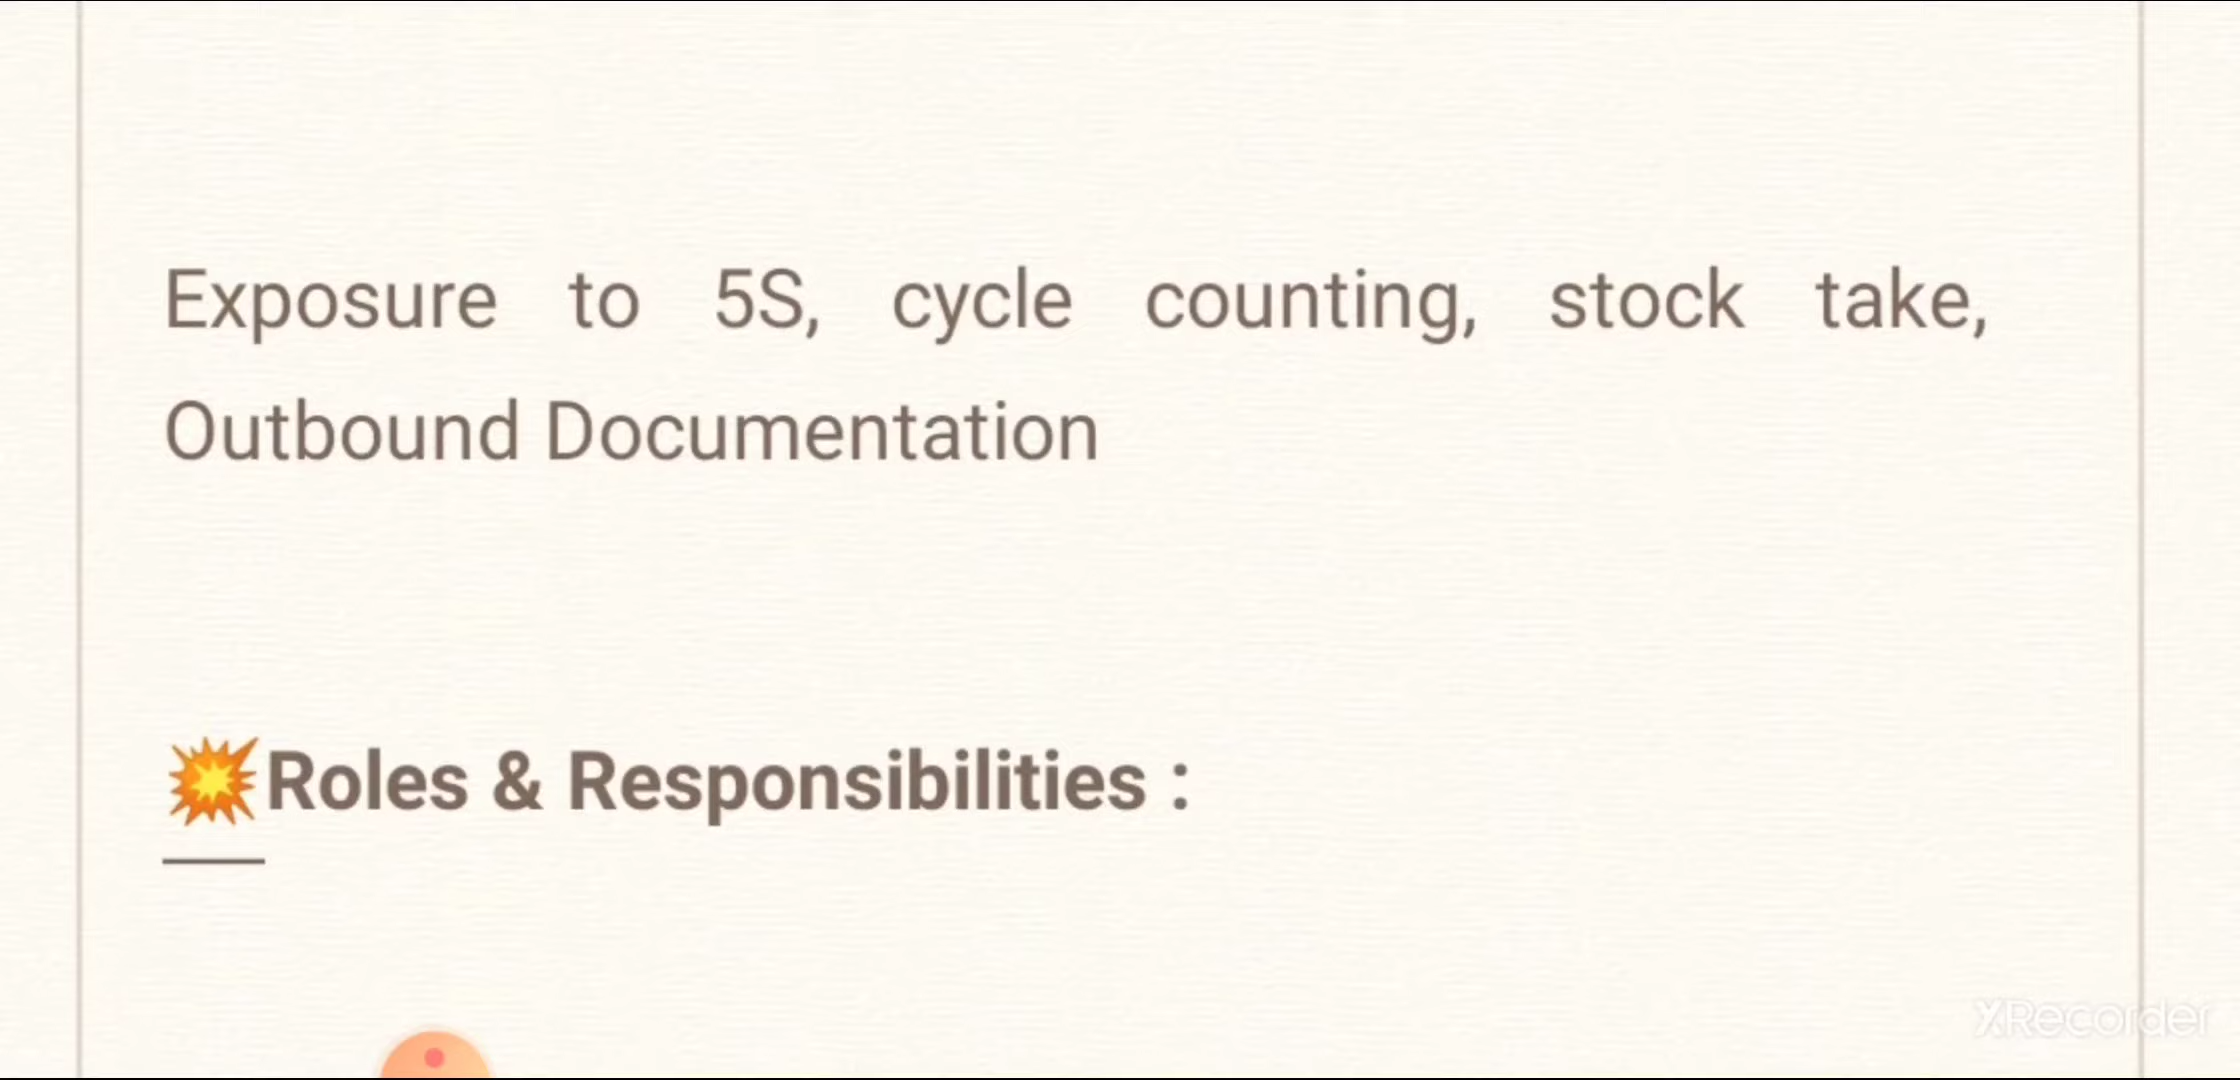 Exposure to 5S, cycle counting, stock take,
Outbound Documentation
💥Roles & Responsibilities :
XRecorder